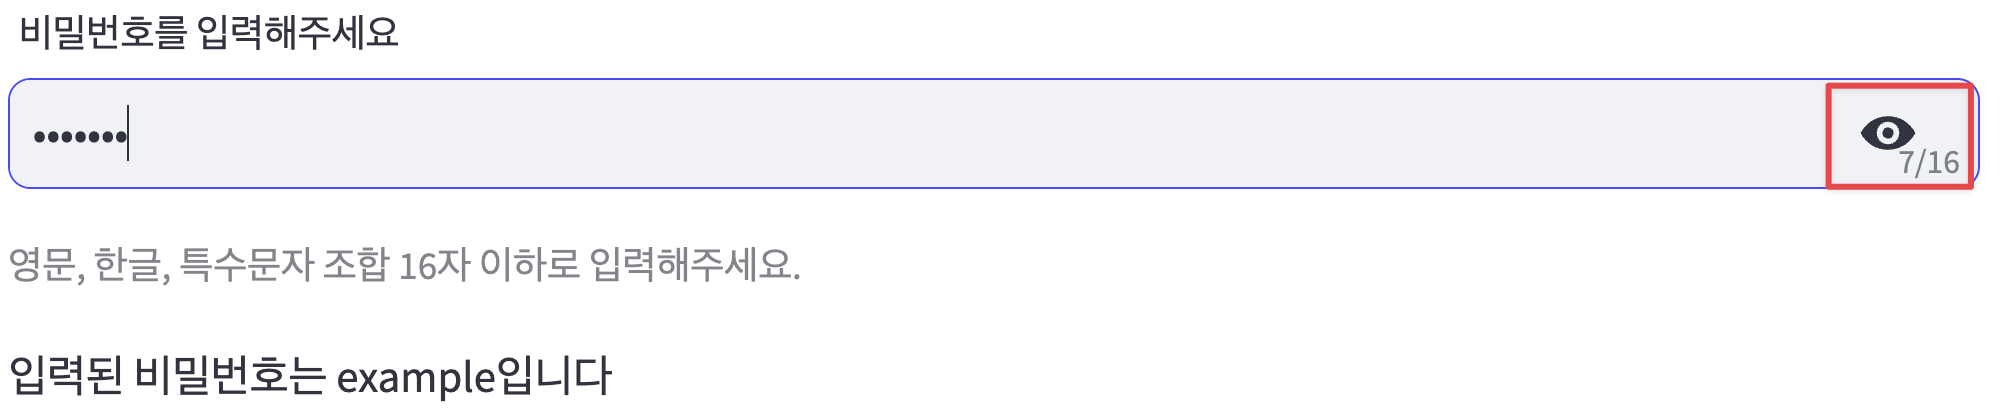 비밀번호를 입력해주세요
•••••••
7/16
영문, 한글, 특수문자 조합 16자 이하로 입력해주세요.
입력된 비밀번호는 example입니다